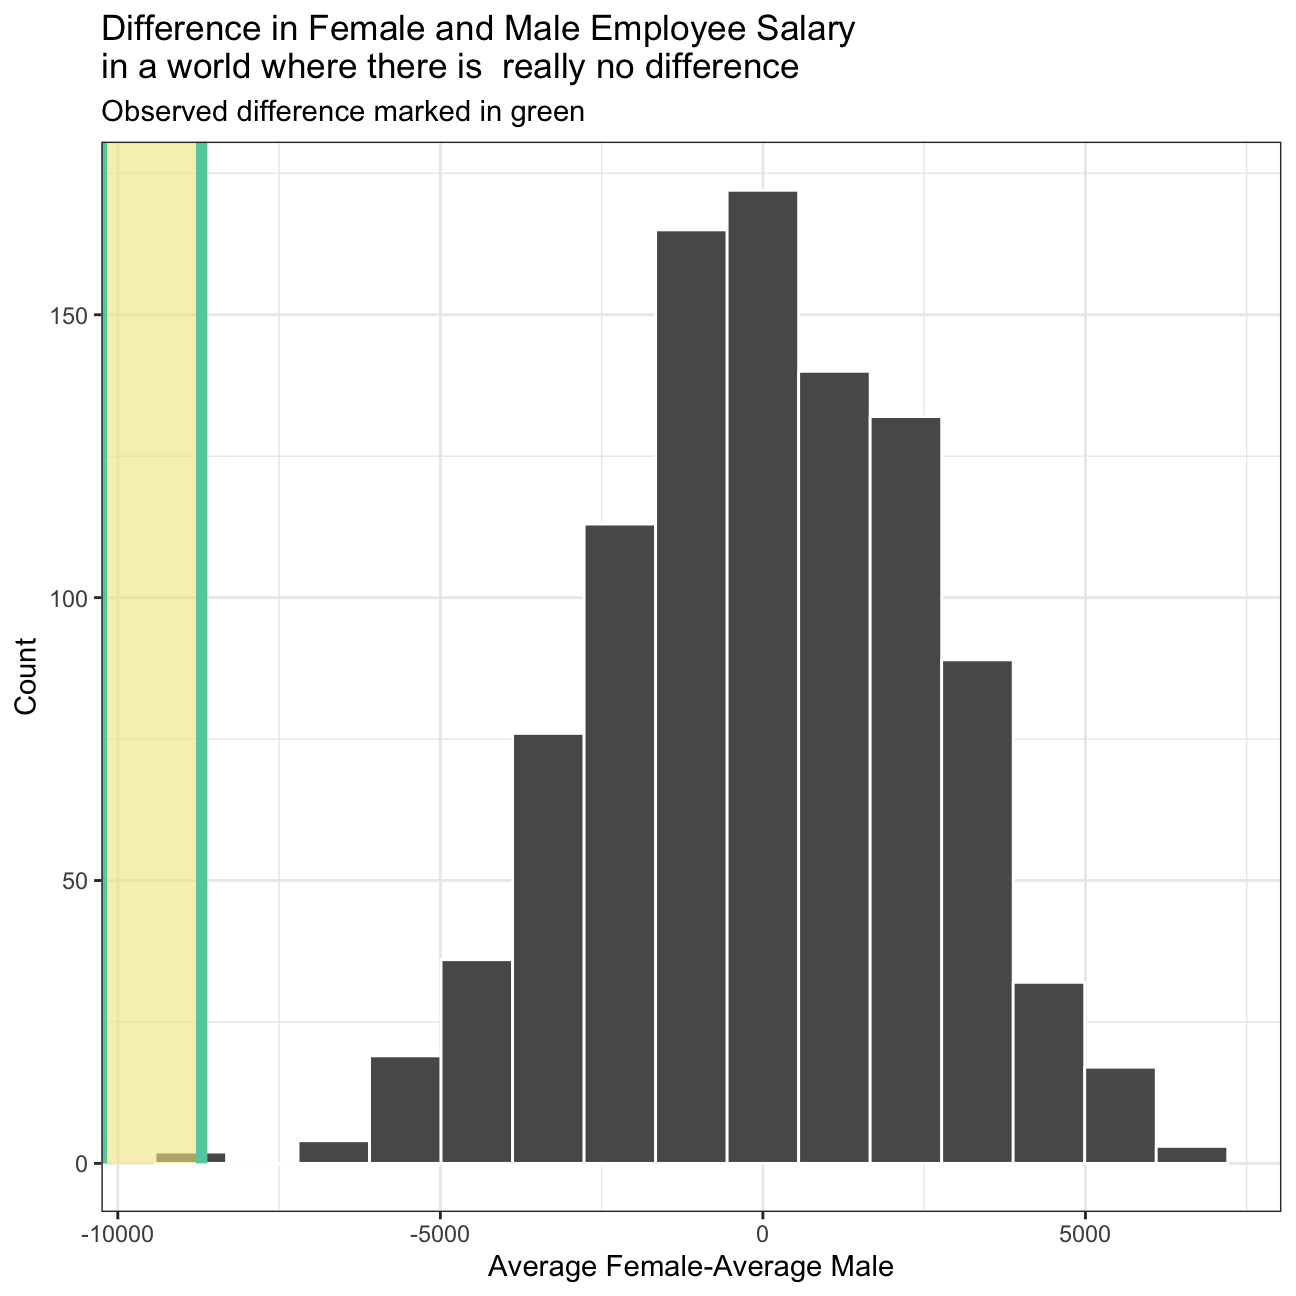 Difference in Female and Male Employee Salary
in a world where there is  really no difference
Observed difference marked in green
150
100
50
0
Count
-10000
-5000
0
5000
Average Female-Average Male